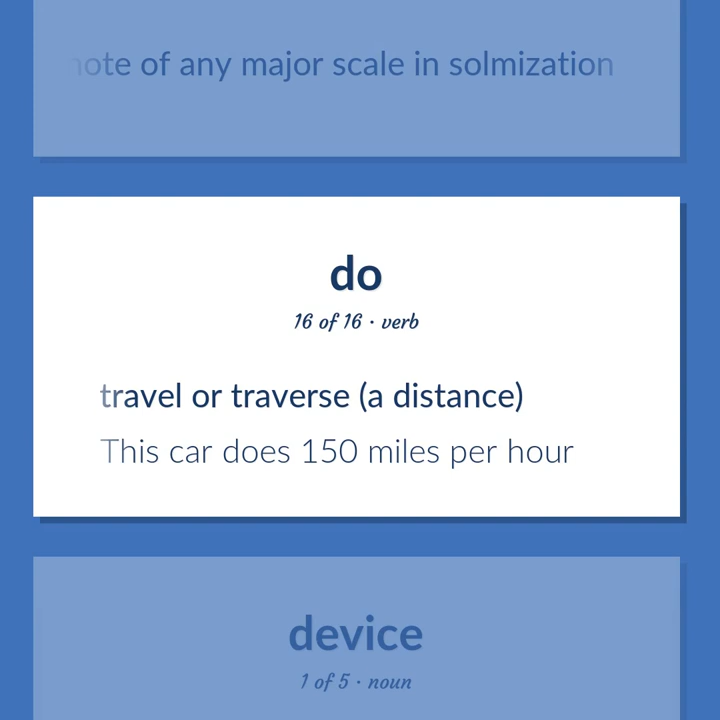 note of any major scale in solmization
do
16 of 16 · verb
travel or traverse (a distance)
This car does 150 miles per hour
device
1 of 5 · noun